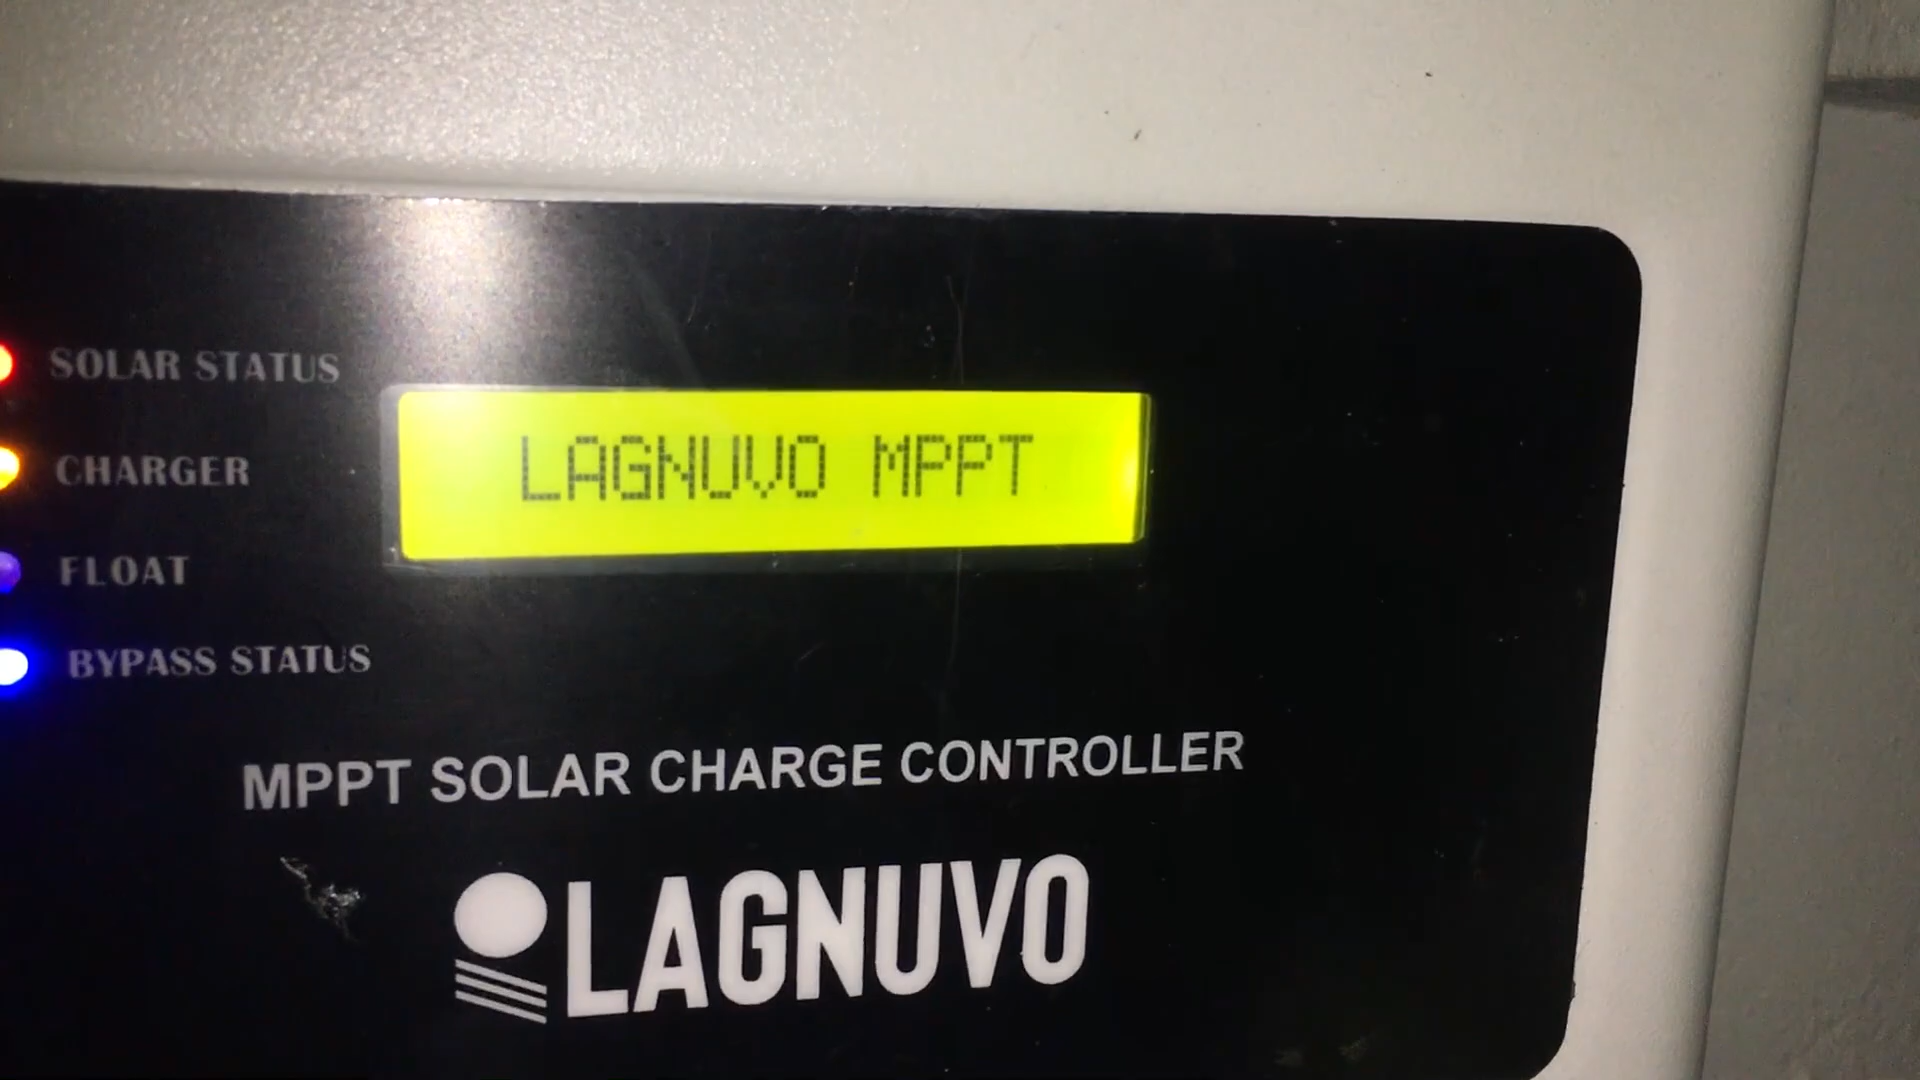 SOLAR STATUS
LAGNUVO MPPT
CHARGER
FLOAT
BYPASS STATUS
MPPT SOLAR CHARGE CONTROLLER
LAGNUVO